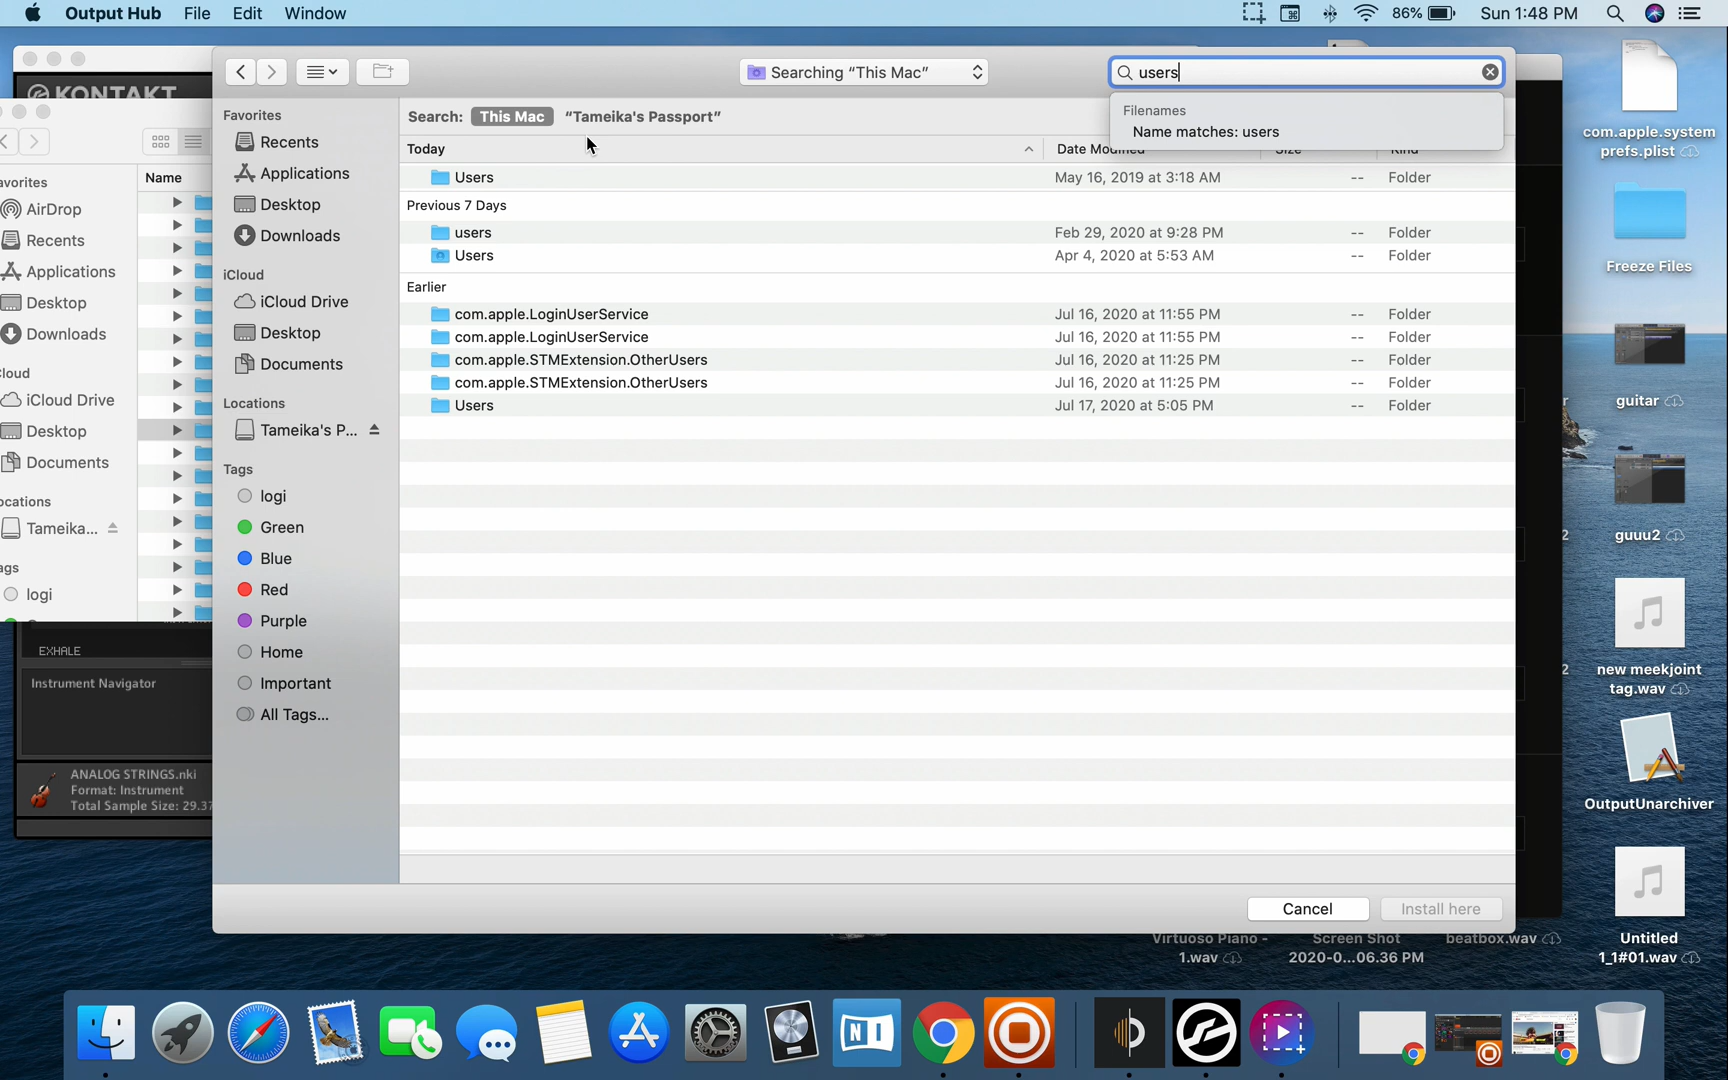 Output Hub File Edit Window 86% Sun 1:48 PM
KONTAKT
Searching “This Mac”
users
Filenames
Name matches: users
Search: This Mac “Tameika's Passport”
Today
Date Modified
Size
Kind
Users May 16, 2019 at 3:18 AM -- Folder
Previous 7 Days
users Feb 29, 2020 at 9:28 PM -- Folder
Users Apr 4, 2020 at 5:53 AM -- Folder
Earlier
com.apple.LoginUserService Jul 16, 2020 at 11:55 PM -- Folder
com.apple.LoginUserService Jul 16, 2020 at 11:55 PM -- Folder
com.apple.STMExtension.OtherUsers Jul 16, 2020 at 11:25 PM -- Folder
com.apple.STMExtension.OtherUsers Jul 16, 2020 at 11:25 PM -- Folder
Users Jul 17, 2020 at 5:05 PM -- Folder
Favorites
Recents
Applications
Desktop
Downloads
iCloud
iCloud Drive
Desktop
Documents
Locations
Tameika's P...
Tags
logi
Green
Blue
Red
Purple
Home
Important
All Tags...
Cancel
Install here
Name
avorites
AirDrop
Recents
Applications
Desktop
Downloads
loud
iCloud Drive
Desktop
Documents
ocations
Tameika...
ags
logi
EXHALE
Instrument Navigator
ANALOG STRINGS.nki
Format: Instrument
Total Sample Size: 29.37
com.apple.system
prefs.plist
Freeze Files
guitar
guuu2
new meekjoint
tag.wav
OutputUnarchiver
Untitled
1_1#01.wav
Virtuoso Piano -
1.wav
Screen Shot
2020-0...06.36 PM
beatbox.wav
r
2
2
NI